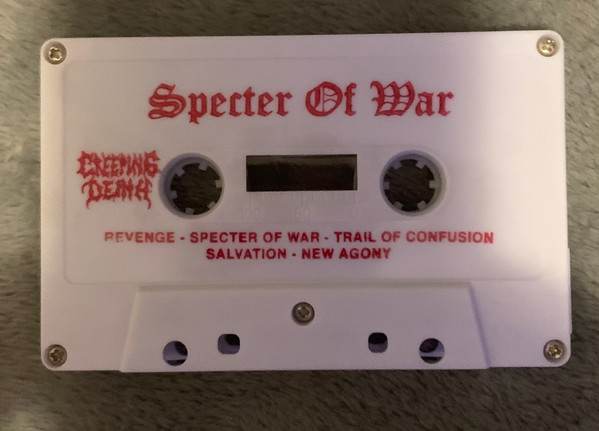 Specter Of War
CREEPING
DEATH
REVENGE - SPECTER OF WAR - TRAIL OF CONFUSION
SALVATION - NEW AGONY